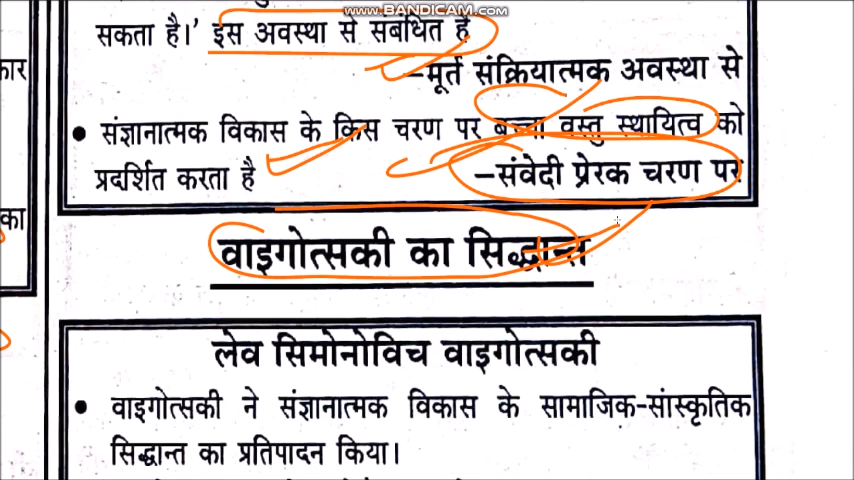 www.BANDICAM.com
सकता है।' इस अवस्था से संबंधित है
–मूर्त संक्रियात्मक अवस्था से
• संज्ञानात्मक विकास के किस चरण पर बच्चा वस्तु स्थायित्व को
प्रदर्शित करता है
–संवेदी प्रेरक चरण पर
वाइगोत्सकी का सिद्धान्त
लेव सिमोनोविच वाइगोत्सकी
• वाइगोत्सकी ने संज्ञानात्मक विकास के सामाजिक-सांस्कृतिक
सिद्धान्त का प्रतिपादन किया।